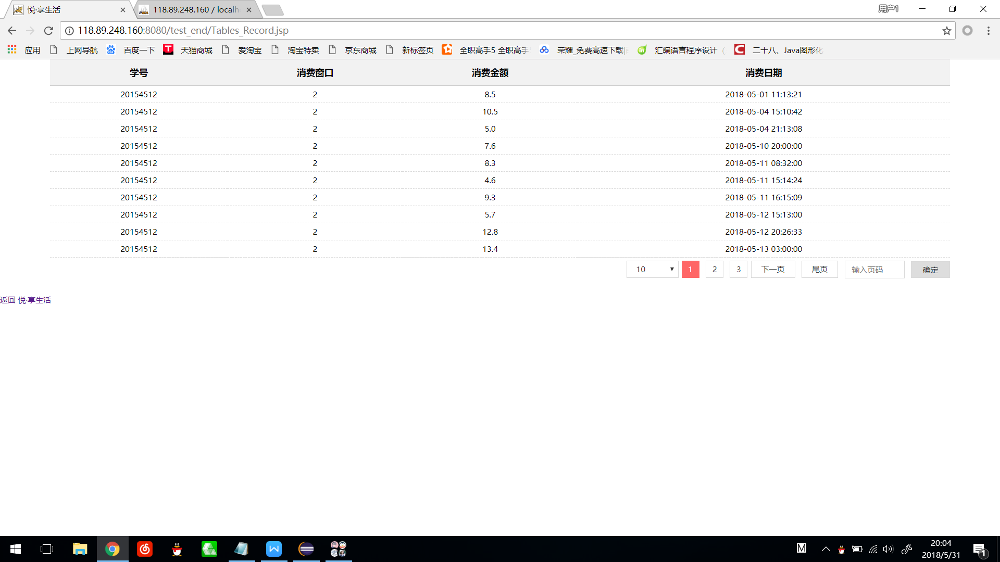 悦·享生活
118.89.248.160 / localh
用户1
118.89.248.160:8080/test_end/Tables_Record.jsp
应用 上网导航 百度一下 天猫商城 爱淘宝 淘宝特卖 京东商城 新标签页 全职高手5 全职高手 荣耀_免费高速下载 汇编语言程序设计 ( 二十八、Java图形化
学号 消费窗口 消费金额 消费日期
20154512 2 8.5 2018-05-01 11:13:21
20154512 2 10.5 2018-05-04 15:10:42
20154512 2 5.0 2018-05-04 21:13:08
20154512 2 7.6 2018-05-10 20:00:00
20154512 2 8.3 2018-05-11 08:32:00
20154512 2 4.6 2018-05-11 15:14:24
20154512 2 9.3 2018-05-11 16:15:09
20154512 2 5.7 2018-05-12 15:13:00
20154512 2 12.8 2018-05-12 20:26:33
20154512 2 13.4 2018-05-13 03:00:00
10 1 2 3 下一页 尾页 输入页码 确定
返回 悦·享生活
M
20:04
2018/5/31
1